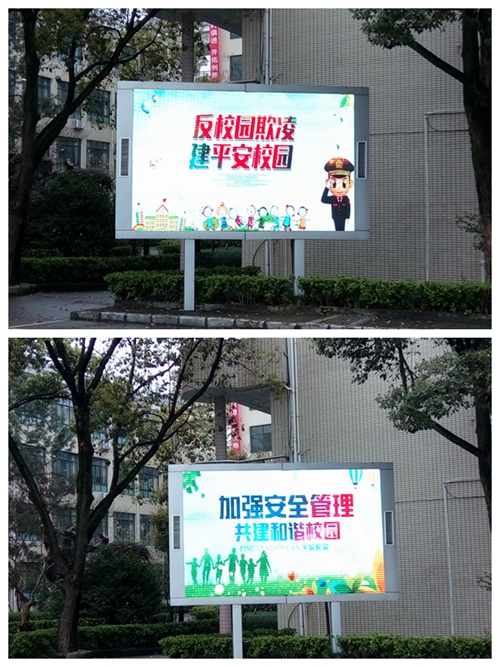 反校园欺凌
建平安校园
加强安全管理
共建和谐校园